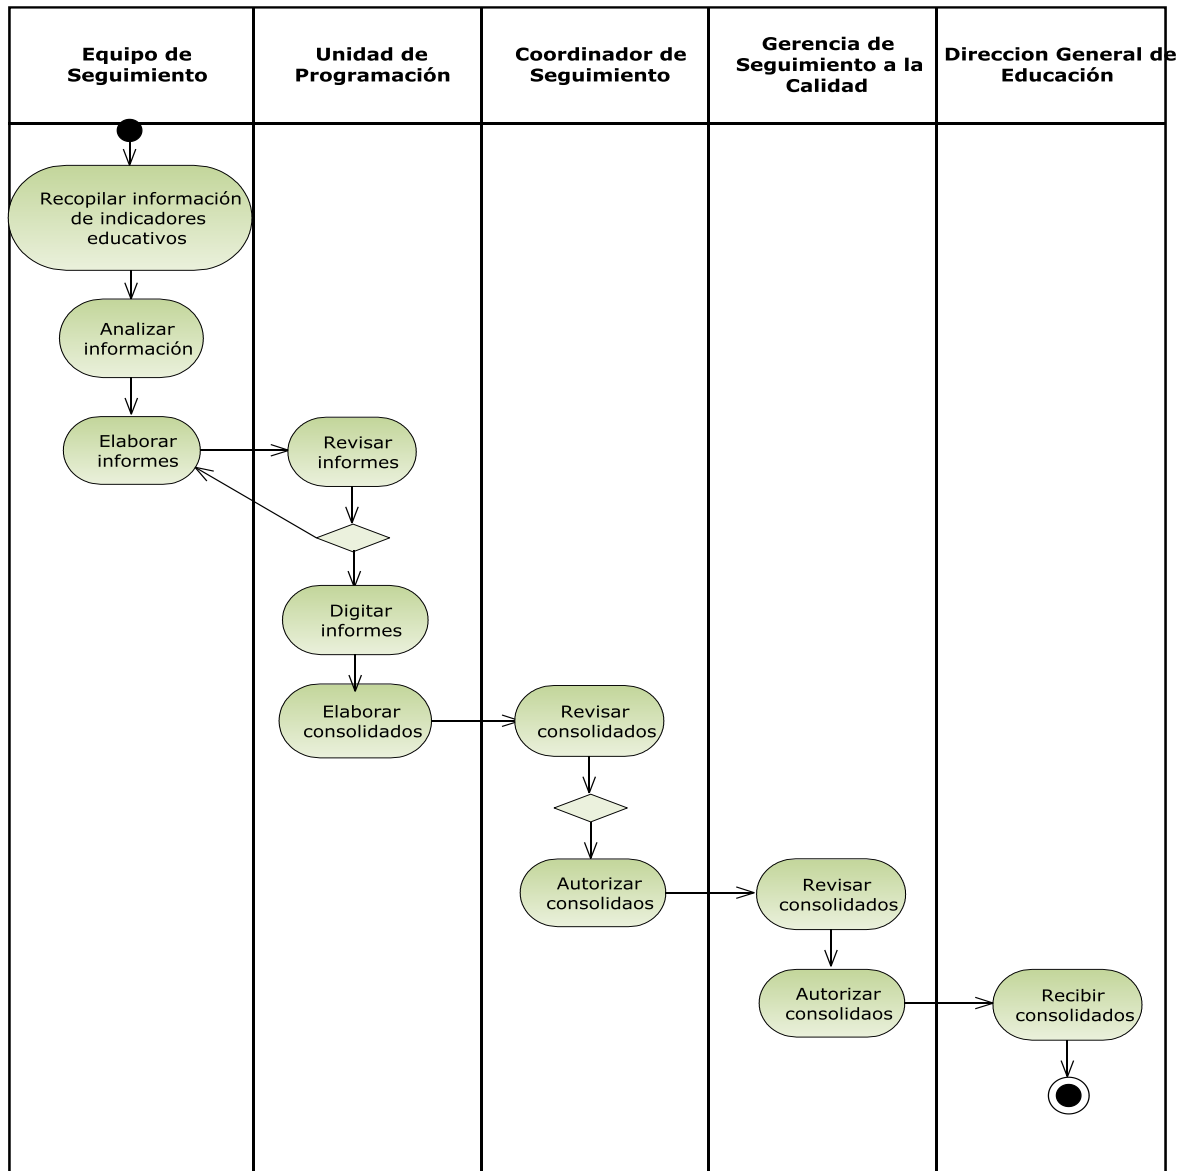 Equipo de
Seguimiento
Unidad de
Programación
Coordinador de
Seguimiento
Gerencia de
Seguimiento a la
Calidad
Direccion General de
Educación
Recopilar información
de indicadores
educativos
Analizar
información
Elaborar
informes
Revisar
informes
Digitar
informes
Elaborar
consolidados
Revisar
consolidados
Autorizar
consolidaos
Revisar
consolidados
Autorizar
consolidaos
Recibir
consolidados